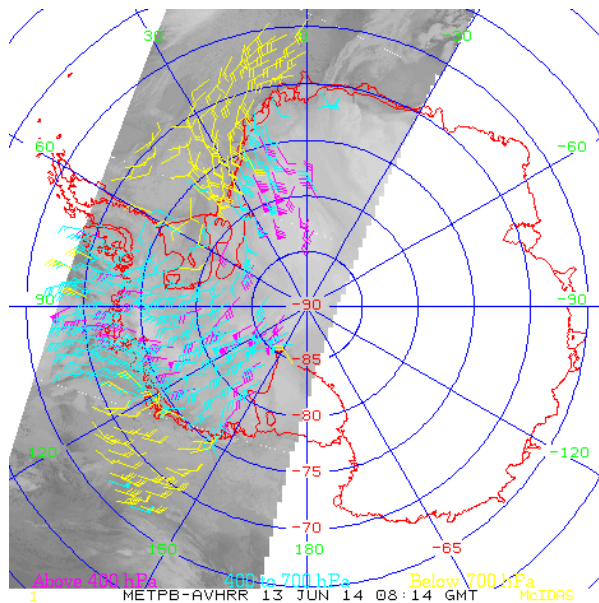 30 0 -30
60 -60
90 -90 -90
-85
-80
120 -120
-75
-70
150 180 -65
Above 400 hPa 400 to 700 hPa Below 700 hPa
I METPB-AVHRR 13 JUN 14 08:14 GMT McIDAS